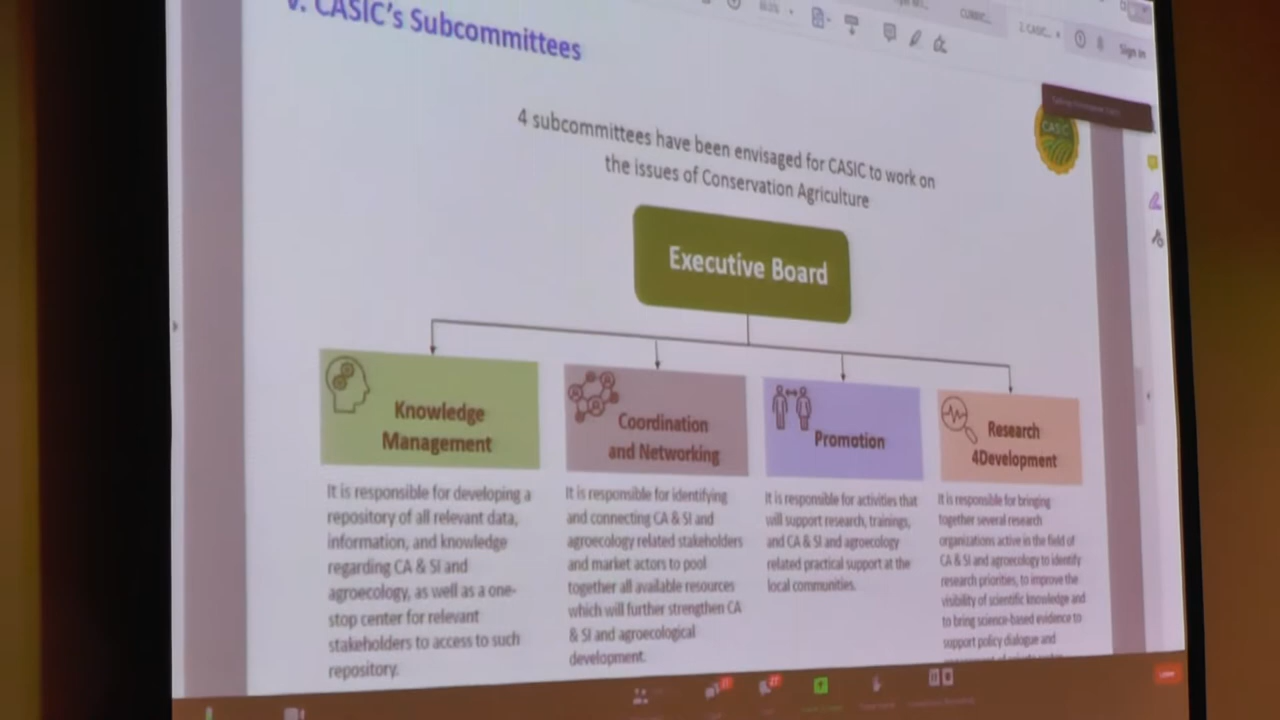 V. CASIC's Subcommittees
Sign In
CASIC
4 subcommittees have been envisaged for CASIC to work on
the issues of Conservation Agriculture
Executive Board
Knowledge
Management
It is responsible for developing a
repository of all relevant data,
information, and knowledge
regarding CA & SI and
agroecology, as well as a one-
stop center for relevant
stakeholders to access to such
repository.
Coordination
and Networking
It is responsible for identifying
and connecting CA & SI and
agroecology related stakeholders
and market actors to pool
together all available resources
which will further strengthen CA
& SI and agroecological
development.
Promotion
It is responsible for activities that
will support research, trainings,
and CA & SI and agroecology
related practical support at the
local communities.
Research
4Development
It is responsible for bringing
together several research
organizations active in the field of
CA & SI and agroecology to identify
research priorities, to improve the
visibility of scientific knowledge and
to bring science-based evidence to
support policy dialogue and